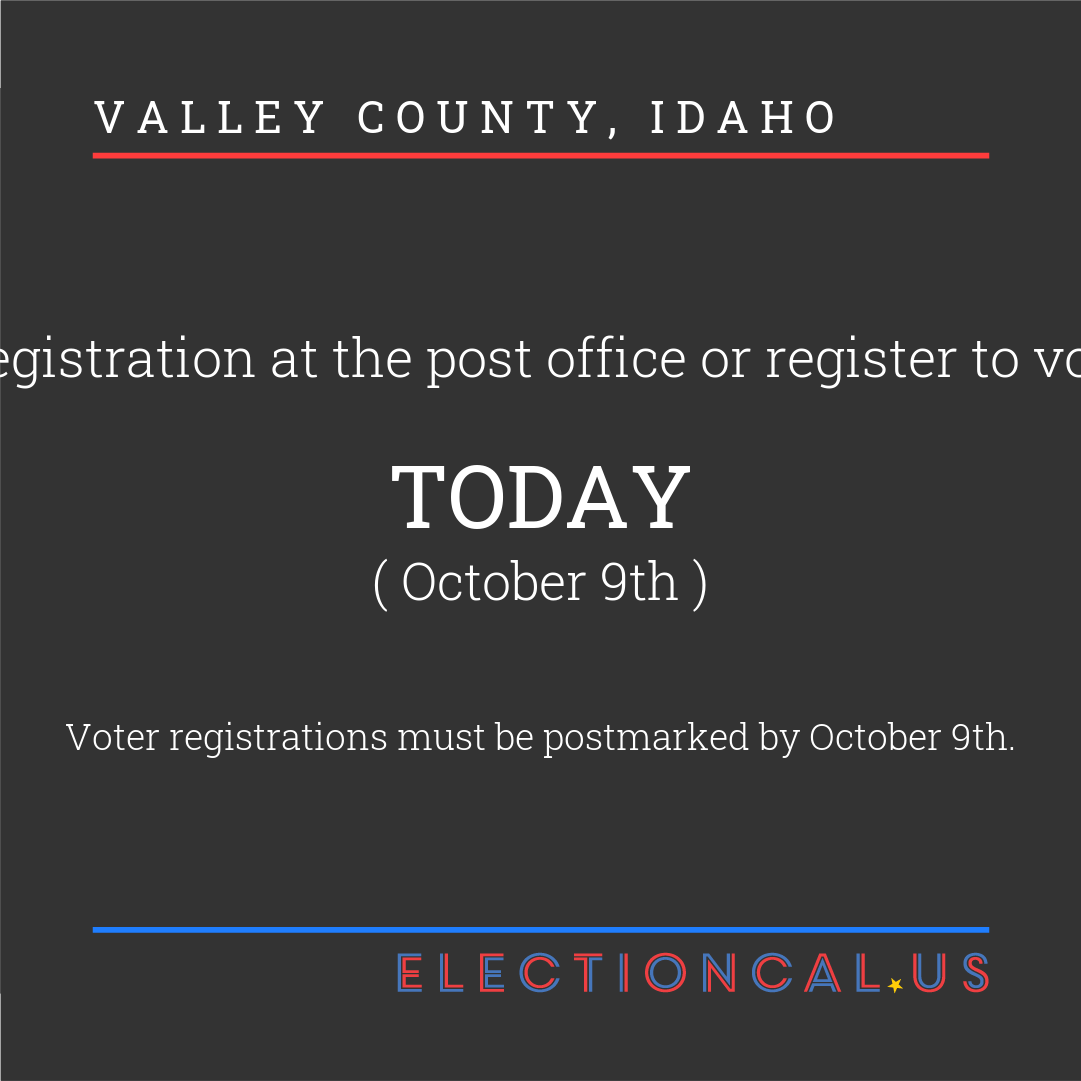 VALLEY COUNTY, IDAHO
egistration at the post office or register to vo
TODAY
( October 9th )
Voter registrations must be postmarked by October 9th.
ELECTIONCAL.US